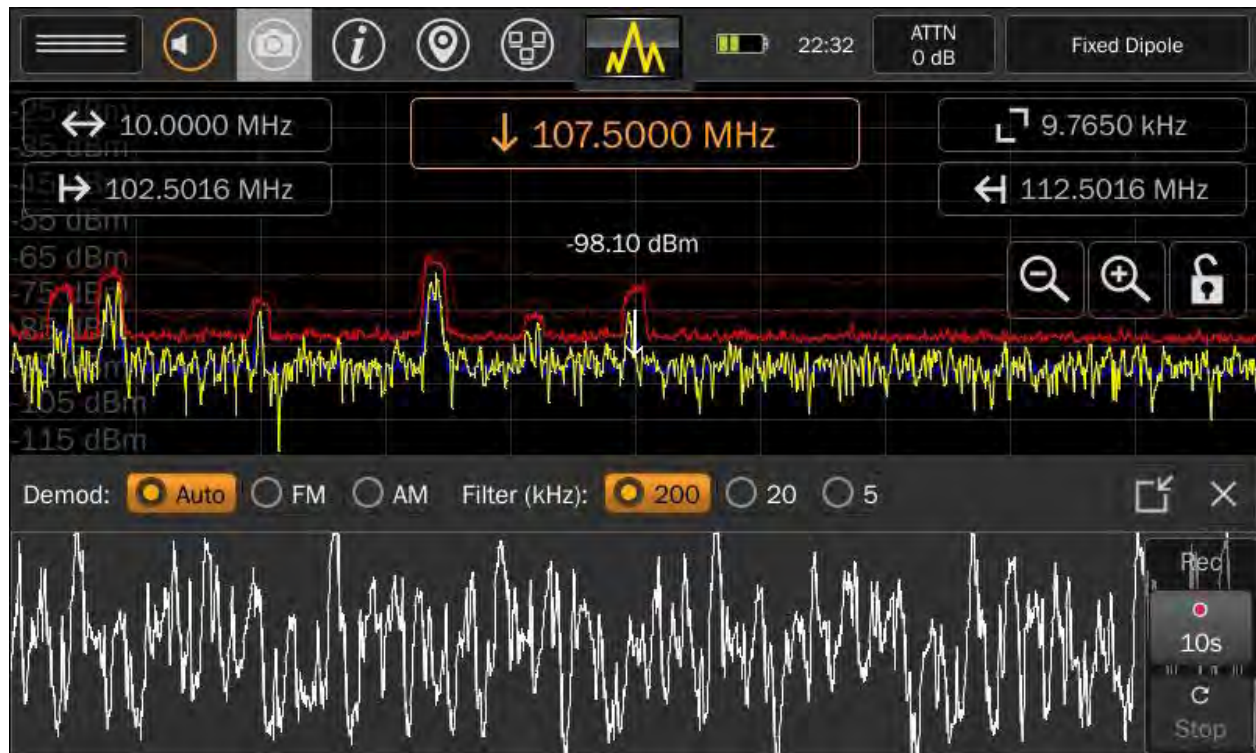 i
22:32
ATTN
0 dB
Fixed Dipole
10.0000 MHz
107.5000 MHz
9.7650 kHz
102.5016 MHz
112.5016 MHz
-55 dBm
-98.10 dBm
-65 dBm
-105 dBm
-115 dBm
Demod: Auto FM AM Filter (kHz): 200 20 5
Rec
10s
Stop